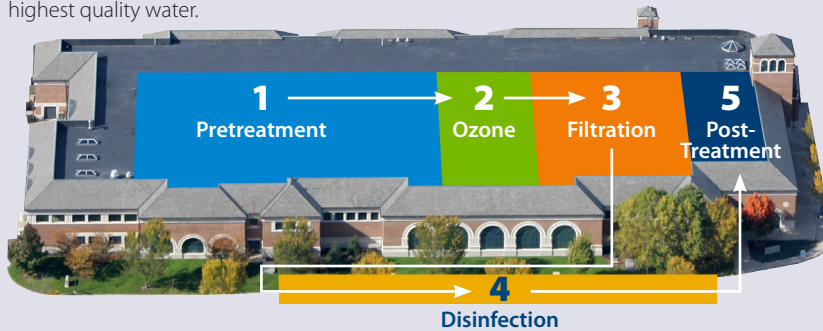 highest quality water.
1
Pretreatment
2
Ozone
3
Filtration
5
Post-
Treatment
4
Disinfection